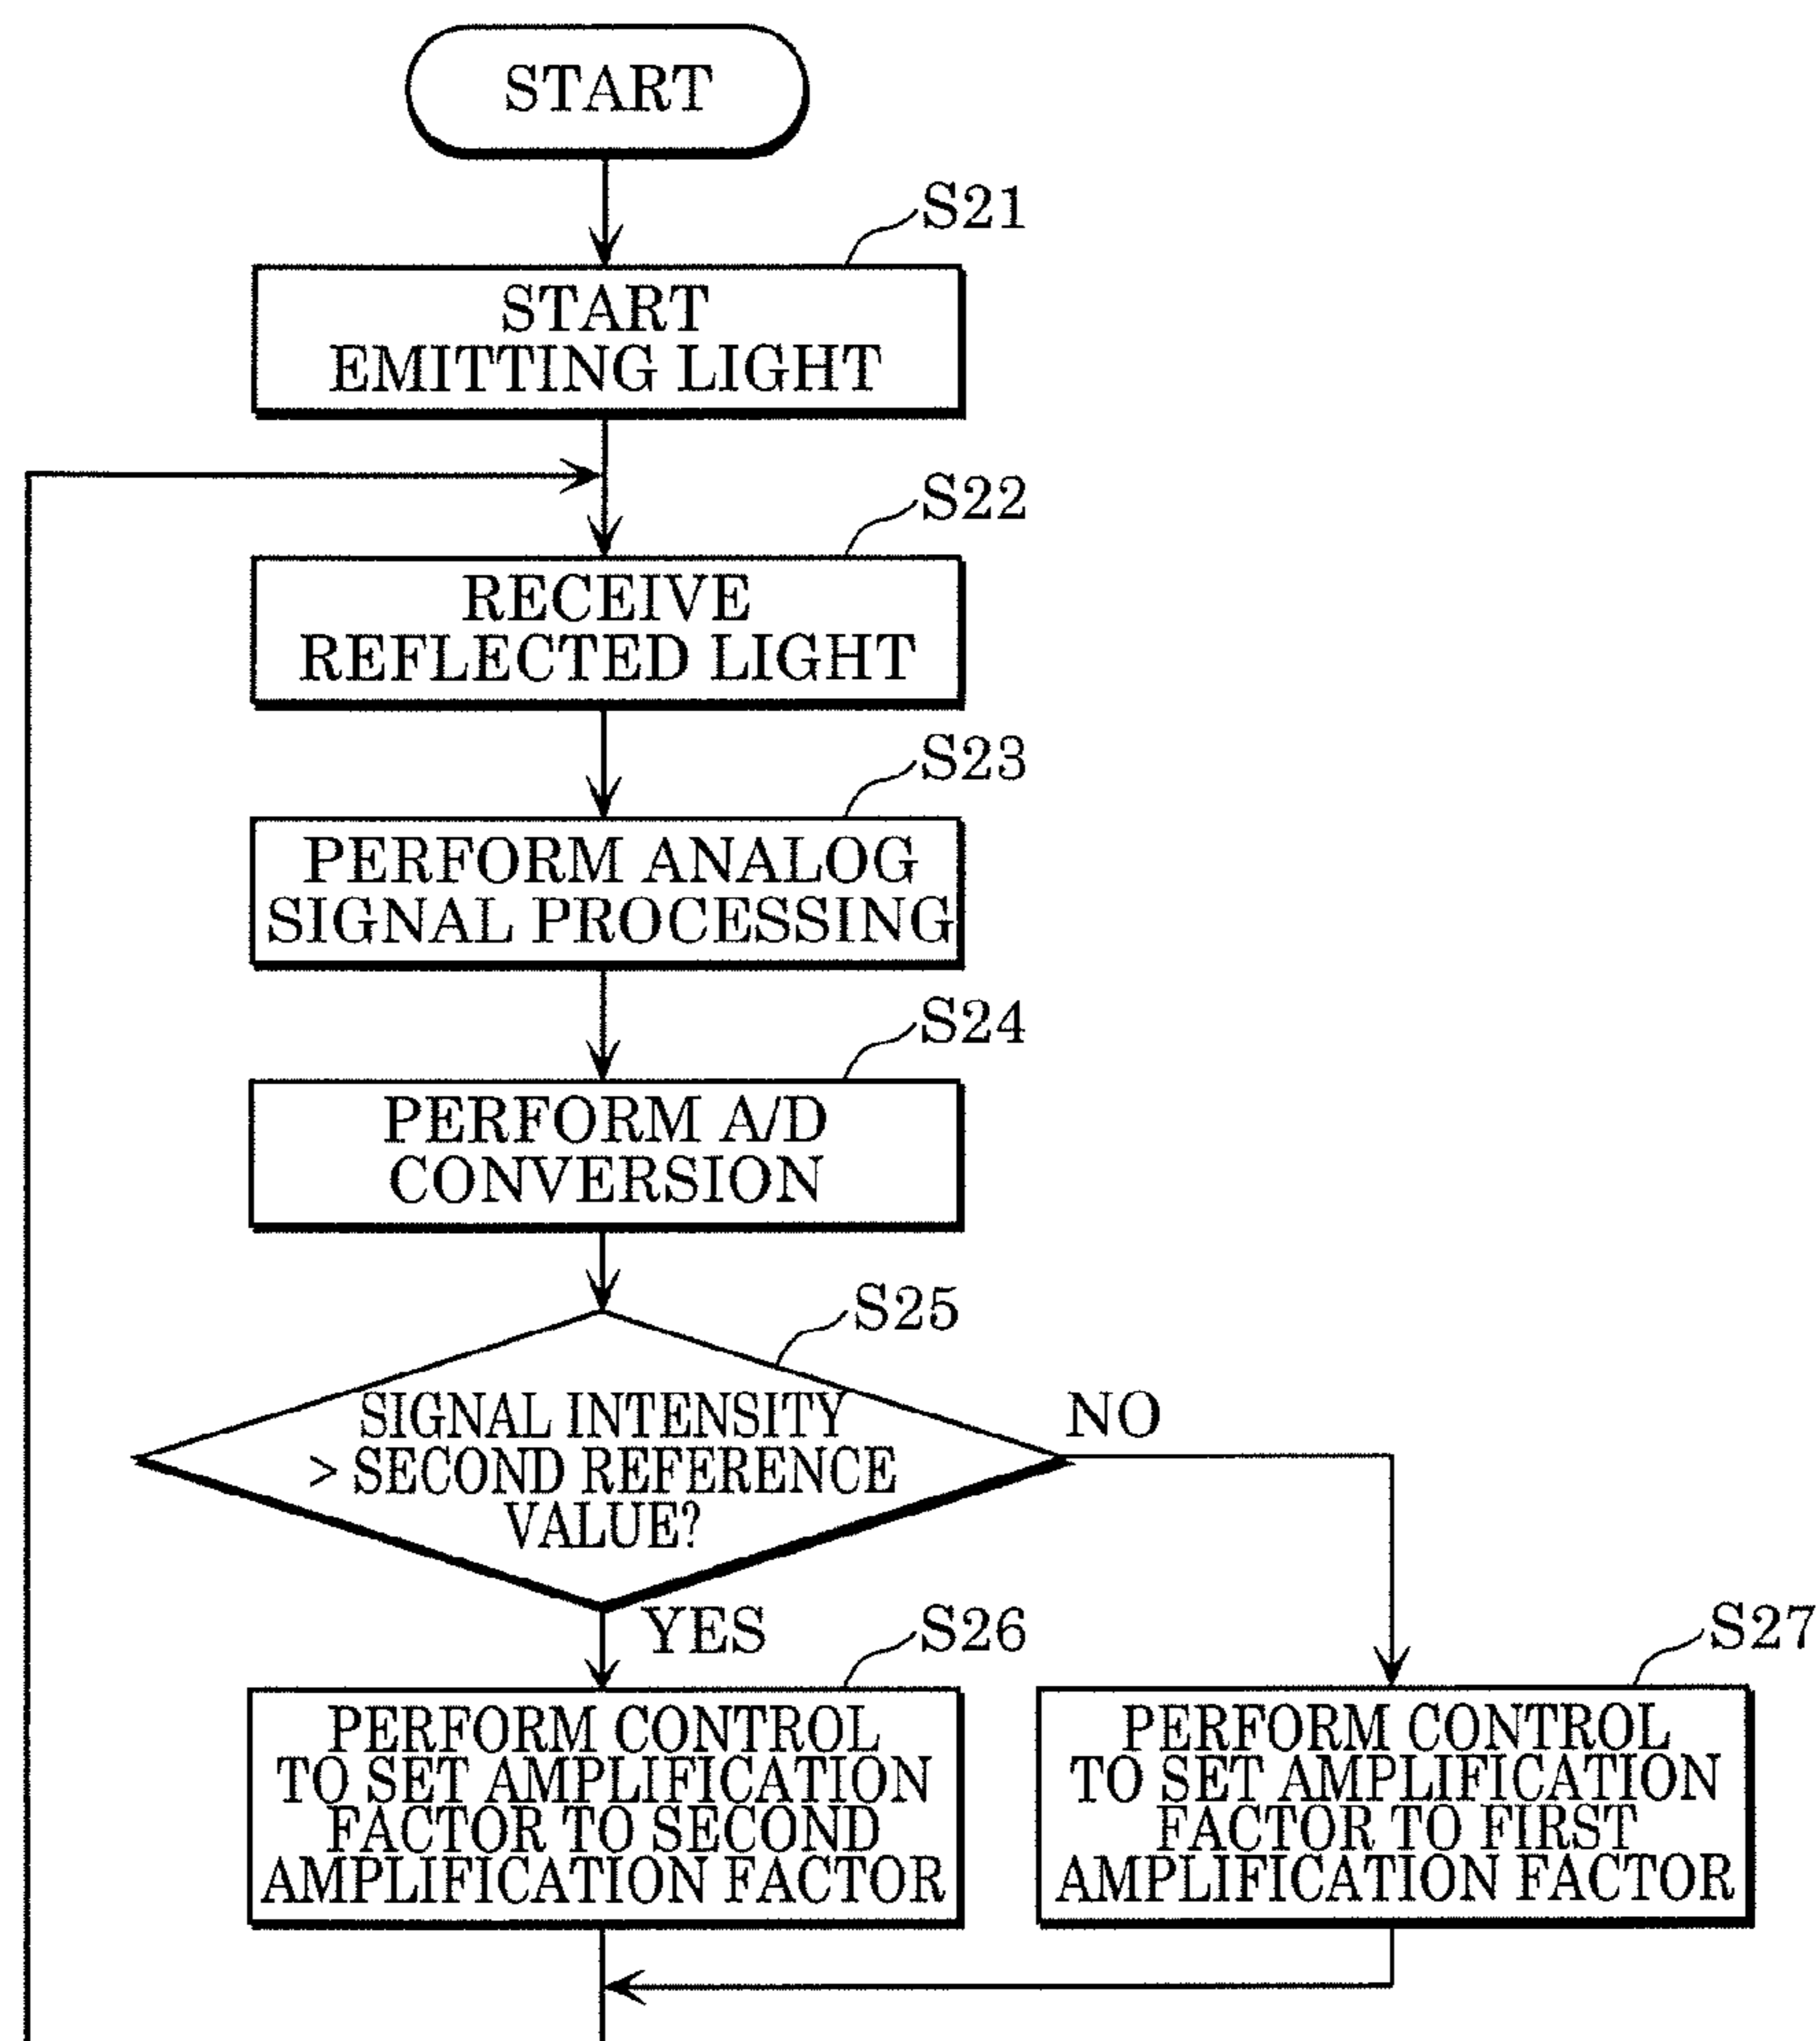 START
S21
START
EMITTING LIGHT
S22
RECEIVE
REFLECTED LIGHT
S23
PERFORM ANALOG
SIGNAL PROCESSING
S24
PERFORM A/D
CONVERSION
S25
SIGNAL INTENSITY
> SECOND REFERENCE
VALUE?
NO
YES
S26
PERFORM CONTROL
TO SET AMPLIFICATION
FACTOR TO SECOND
AMPLIFICATION FACTOR
S27
PERFORM CONTROL
TO SET AMPLIFICATION
FACTOR TO FIRST
AMPLIFICATION FACTOR